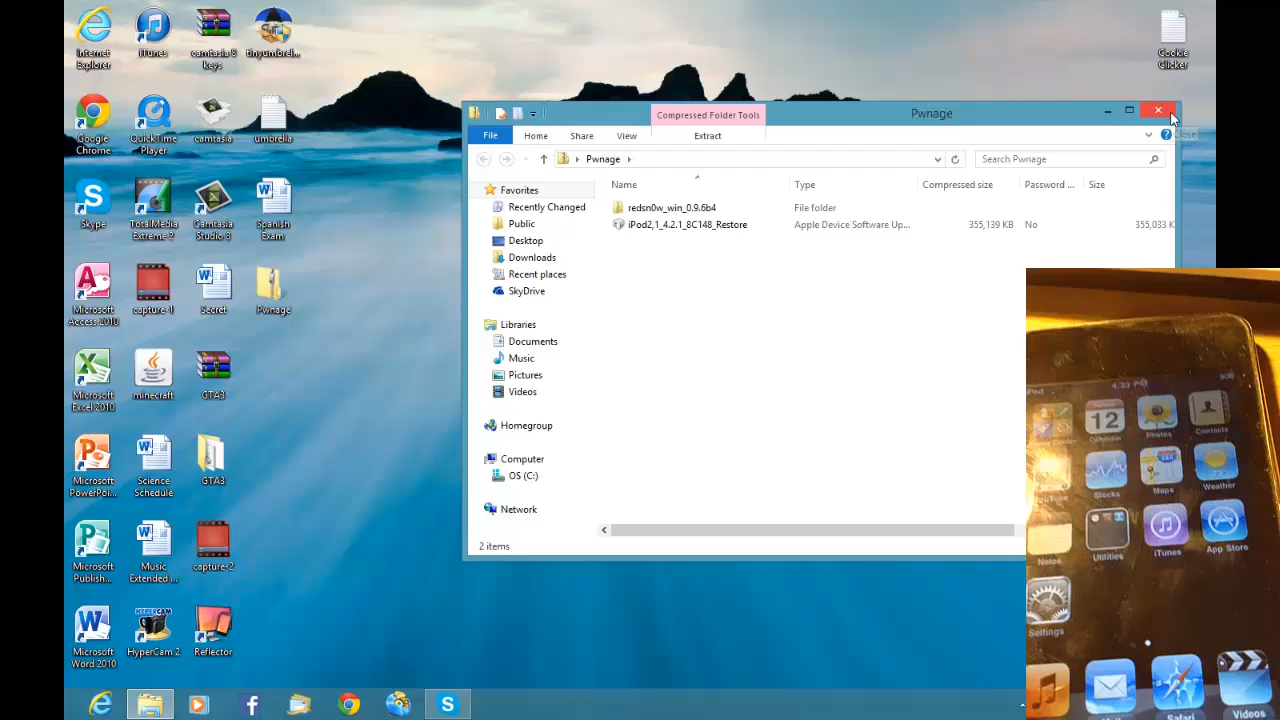 Internet
Explorer
iTunes
camtasia 8
keys
tinyumbrel...
Cookie
Clicker
Google
Chrome
QuickTime
Player
camtasia
umbrella
Skype
TotalMedia
Extreme 2
Camtasia
Studio 8
Spanish
Exam
Microsoft
Access 2010
capture-1
Secret
Pwnage
Microsoft
Excel 2010
minecraft
GTA3
Microsoft
PowerPoi...
Science
Schedule
GTA3
Microsoft
Publish...
Music
Extended ...
capture-2
Microsoft
Word 2010
HyperCam 2
Reflector
Compressed Folder Tools
Pwnage
File
Home
Share
View
Extract
Close
Pwnage
Search Pwnage
Name
Type
Compressed size
Password ...
Size
redsn0w_win_0.9.6b4
File folder
iPod2,1_4.2.1_8C148_Restore
Apple Device Software Up...
355,139 KB
No
355,033 K
Favorites
Recently Changed
Public
Desktop
Downloads
Recent places
SkyDrive
Libraries
Documents
Music
Pictures
Videos
Homegroup
Computer
OS (C:)
Network
2 items
12
Calendar
Photos
Contacts
YouTube
Stocks
Maps
Weather
Notes
Utilities
iTunes
App Store
Settings
Safari
Videos